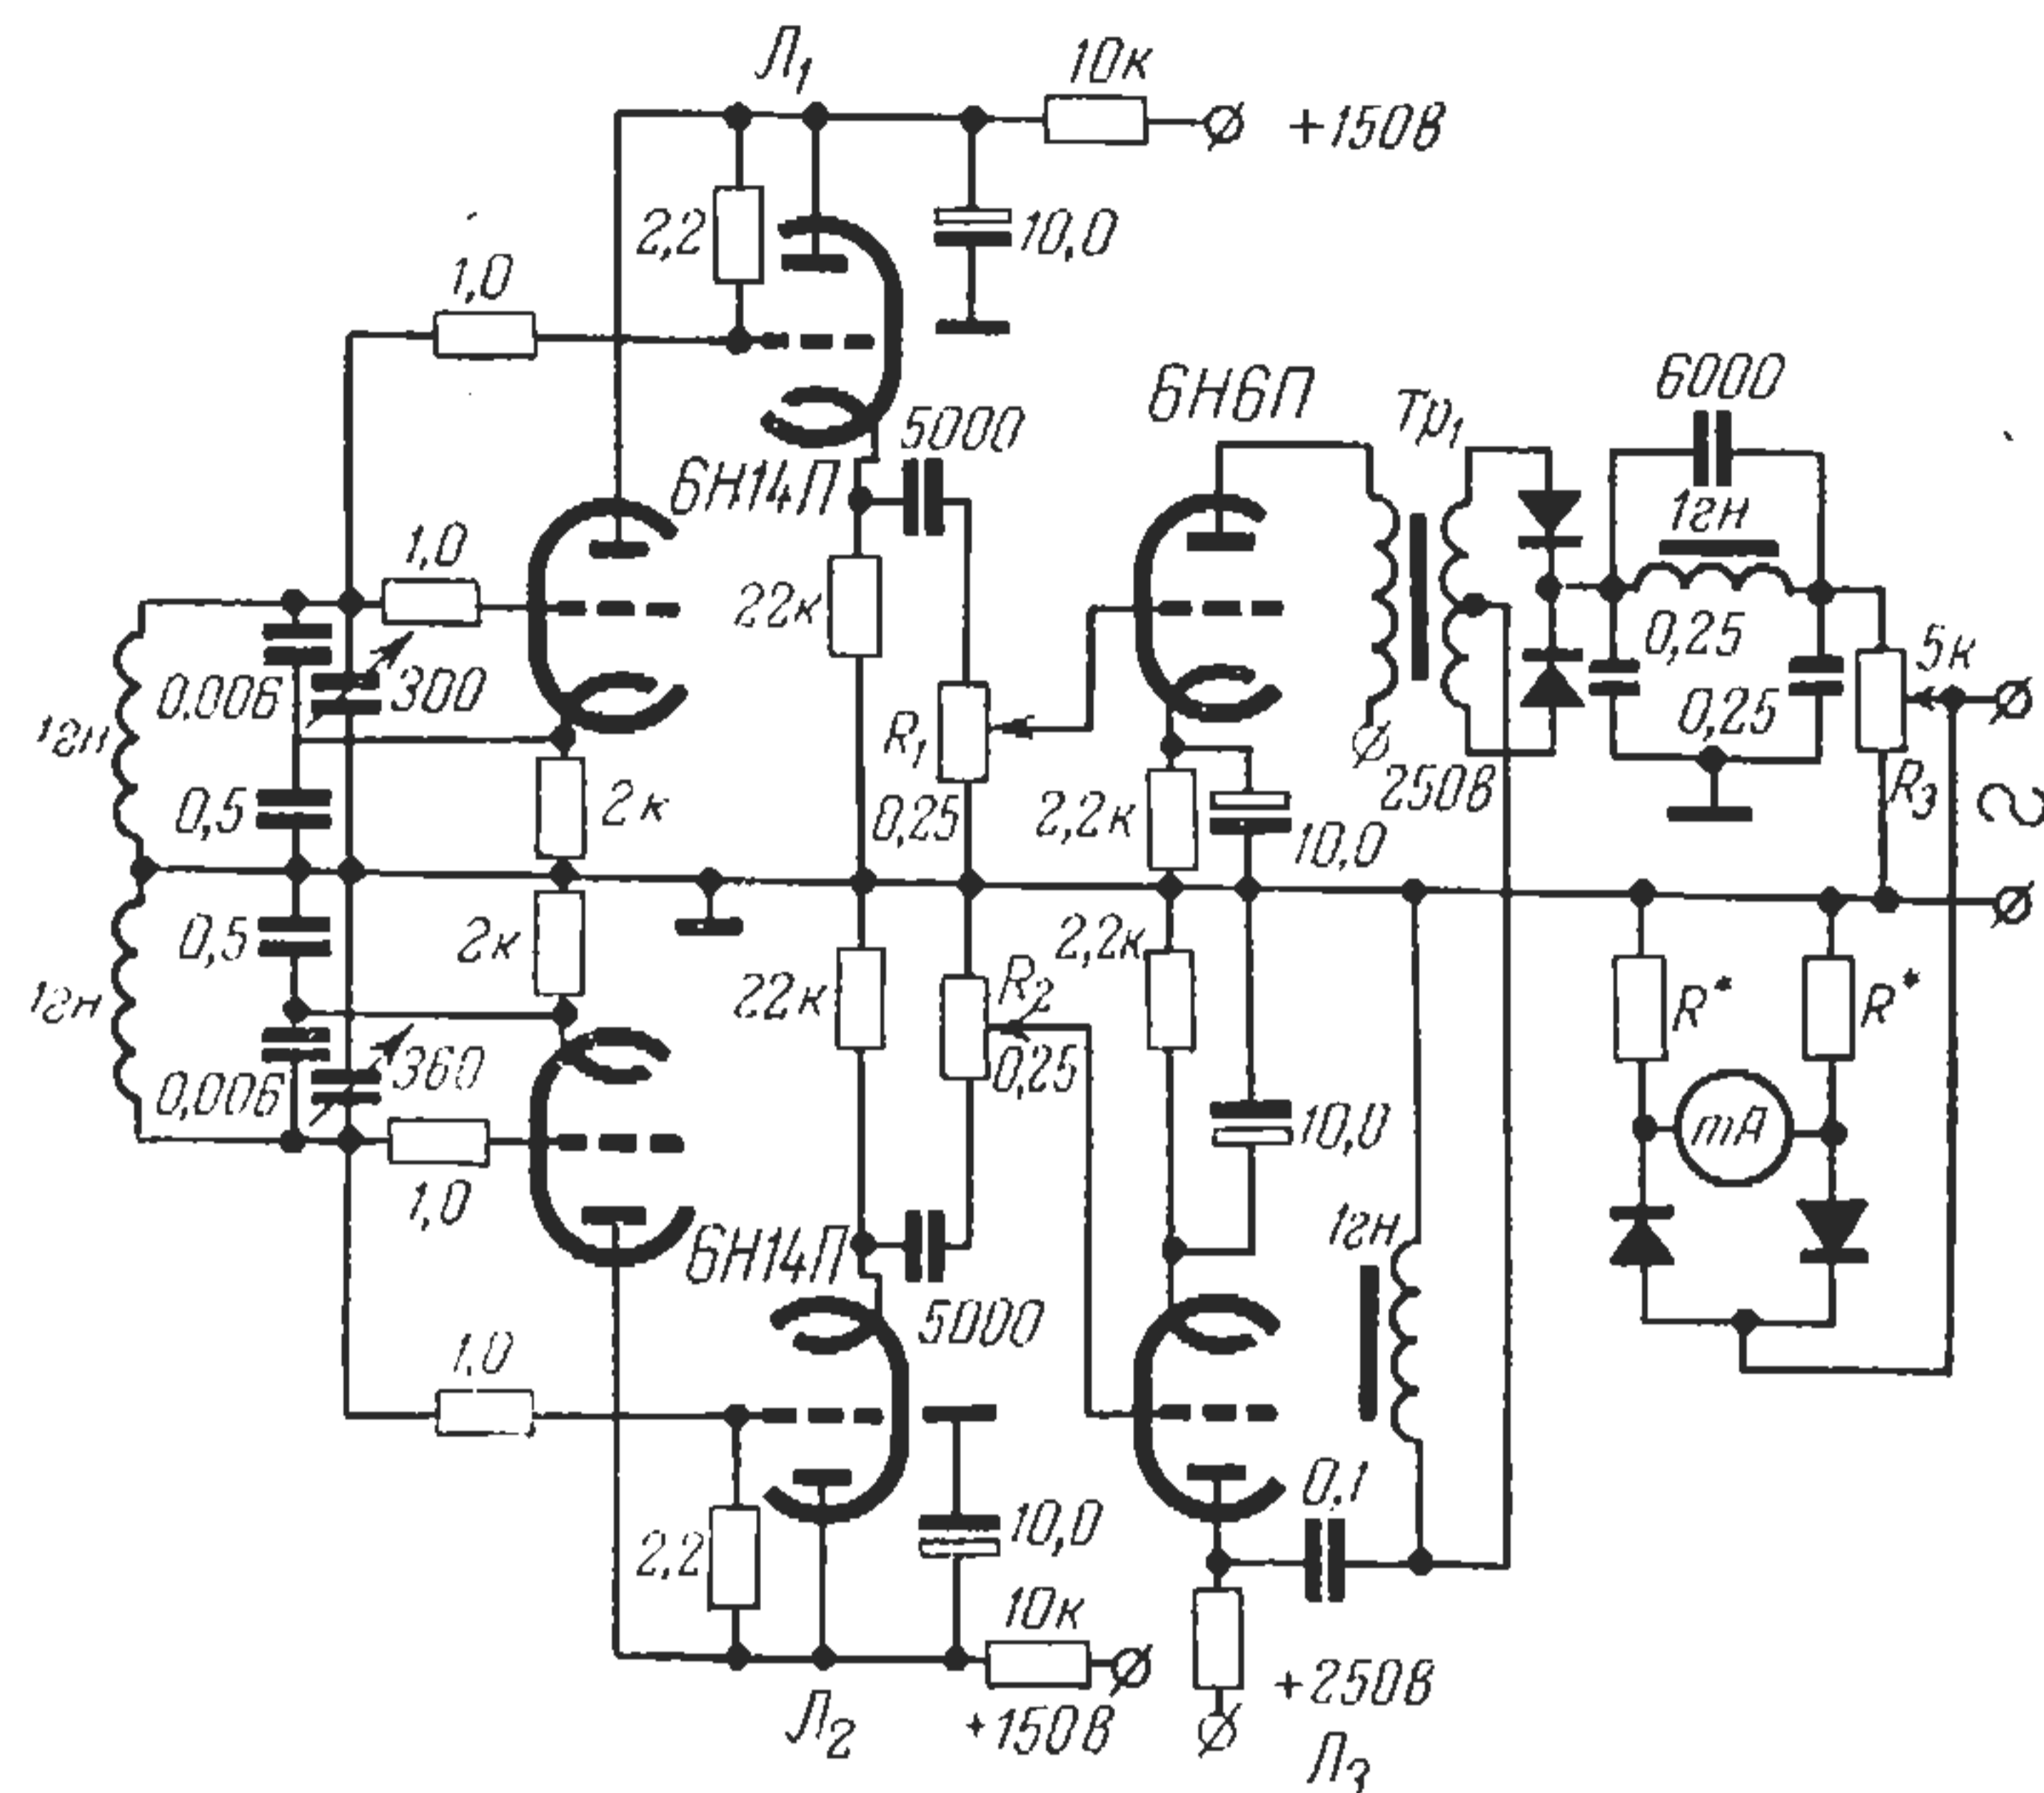 Л1
10к
+150В
2,2
10,0
1,0
6Н6П
Тр1
6000
5000
6Н14П
1гн
1,0
22к
0,25
5к
0,006
300
R1
0,25
1гн
250В
R3
2к
0,5
0,25
2,2к
10,0
0,5
2к
22к
R2
2,2к
R*
R*
1гн
0,006
360
0,25
10,0
mA
1,0
6Н14П
1гн
5000
1,0
0,1
2,2
10,0
10к
+250В
Л2
+150В
Л3